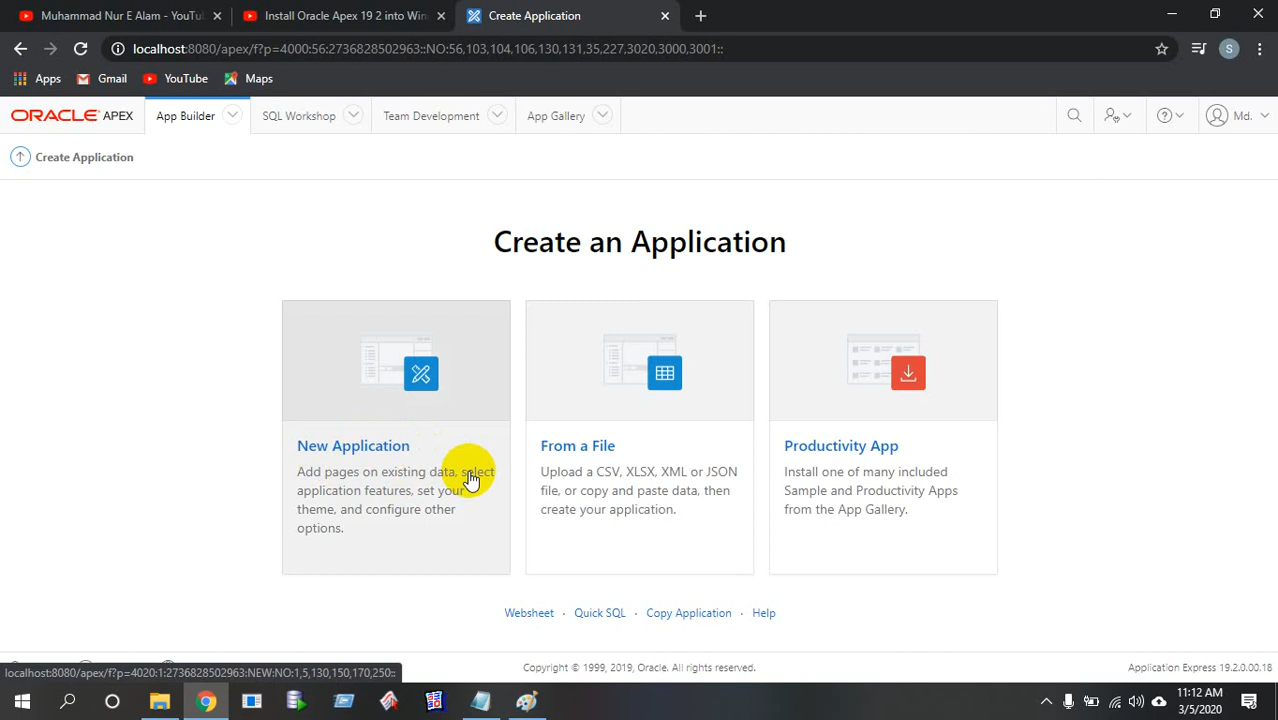 Muhammad Nur E Alam - YouTu
Install Oracle Apex 19 2 into Win
Create Application
localhost:8080/apex/f?p=4000:56:2736828502963::NO:56,103,104,106,130,131,35,227,3020,3000,3001::
S
Apps
Gmail
YouTube
Maps
ORACLE APEX
App Builder
SQL Workshop
Team Development
App Gallery
Md.
Create Application
Create an Application
New Application
Add pages on existing data, select
application features, set your
theme, and configure other
options.
From a File
Upload a CSV, XLSX, XML or JSON
file, or copy and paste data, then
create your application.
Productivity App
Install one of many included
Sample and Productivity Apps
from the App Gallery.
Websheet · Quick SQL · Copy Application · Help
localhost:8080/apex/f?p=4020:1:2736828502963:NEW:NO:1,5,130,150,170,250::
Copyright © 1999, 2019, Oracle. All rights reserved.
Application Express 19.2.0.00.18
11:12 AM
3/5/2020